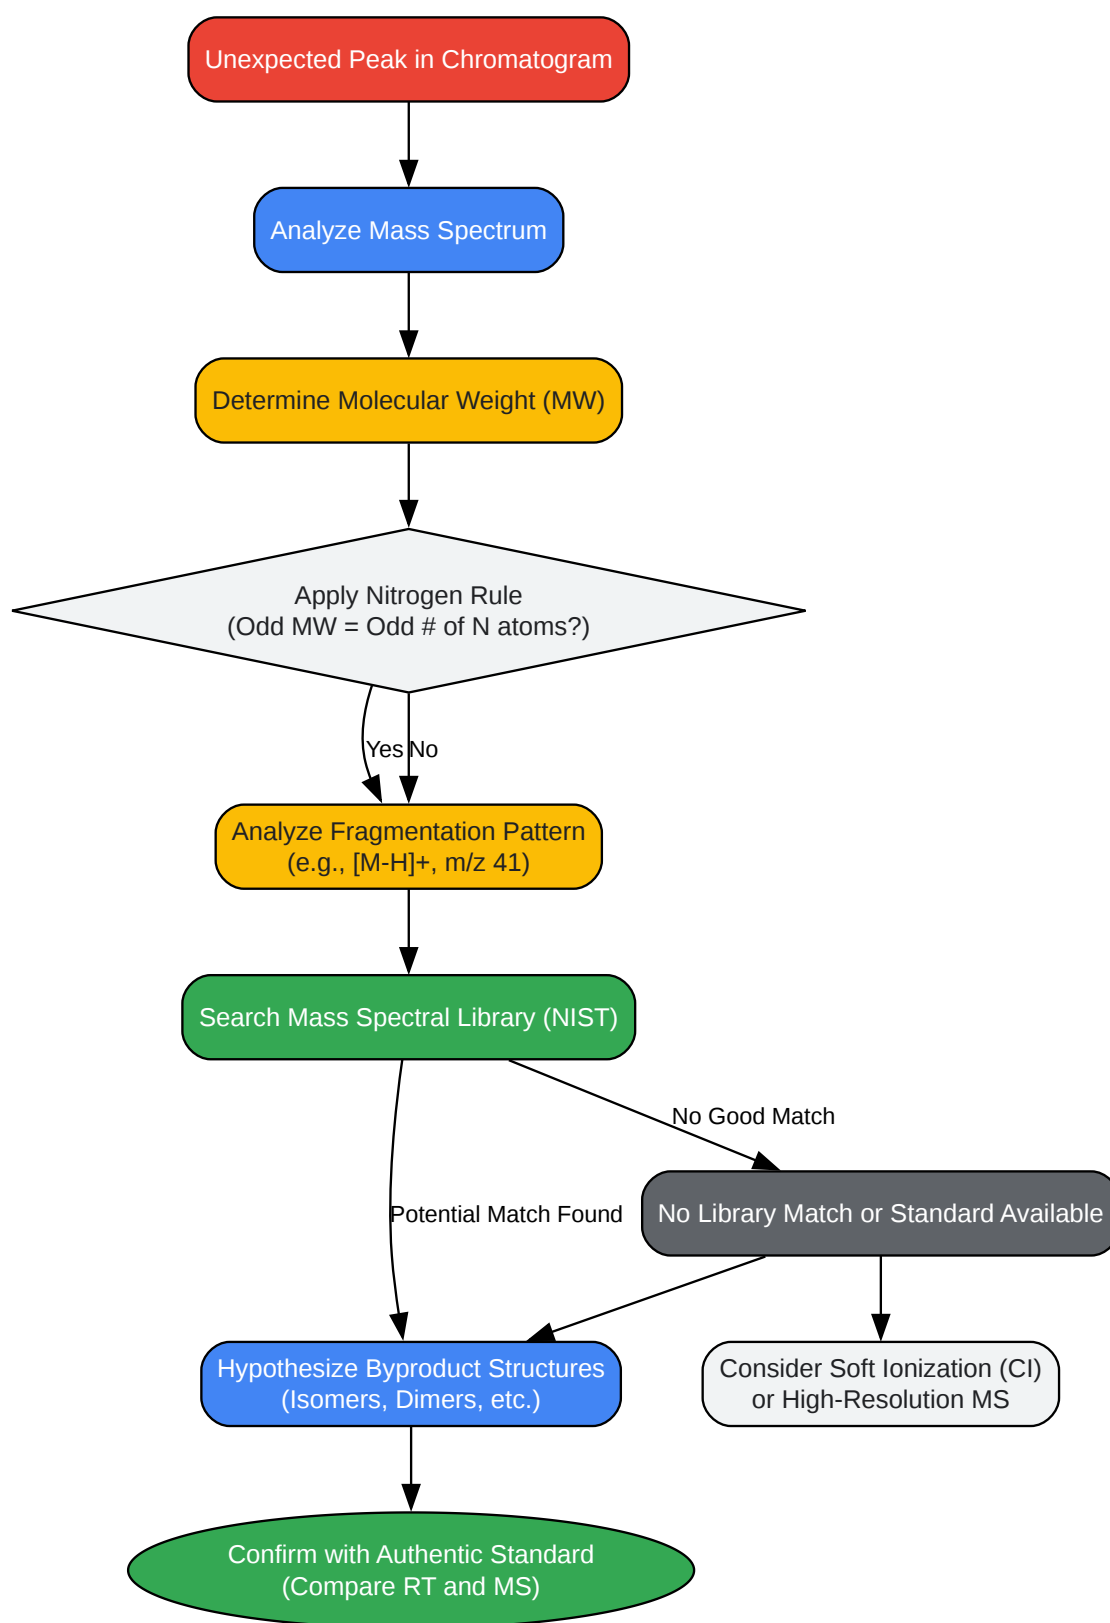 Unexpected Peak in Chromatogram
Analyze Mass Spectrum
Determine Molecular Weight (MW)
Apply Nitrogen Rule
(Odd MW = Odd # of N atoms?)
Yes
No
Analyze Fragmentation Pattern
(e.g., [M-H]+, m/z 41)
Search Mass Spectral Library (NIST)
No Good Match
Potential Match Found
No Library Match or Standard Available
Hypothesize Byproduct Structures
(Isomers, Dimers, etc.)
Consider Soft Ionization (CI)
or High-Resolution MS
Confirm with Authentic Standard
(Compare RT and MS)